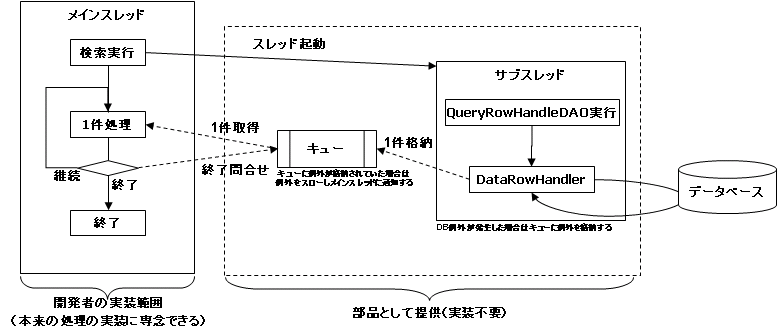 メインスレッド
検索実行
1件処理
継続
終了
終了
スレッド起動
1件取得
終了問合せ
キュー
キューに例外が格納されていた場合は
例外をスローしメインスレッドに通知する
1件格納
サブスレッド
QueryRowHandleDAO実行
DataRowHandler
DB例外が発生した場合はキューに例外を格納する
データベース
開発者の実装範囲
（本来の処理の実装に専念できる）
部品として提供(実装不要)